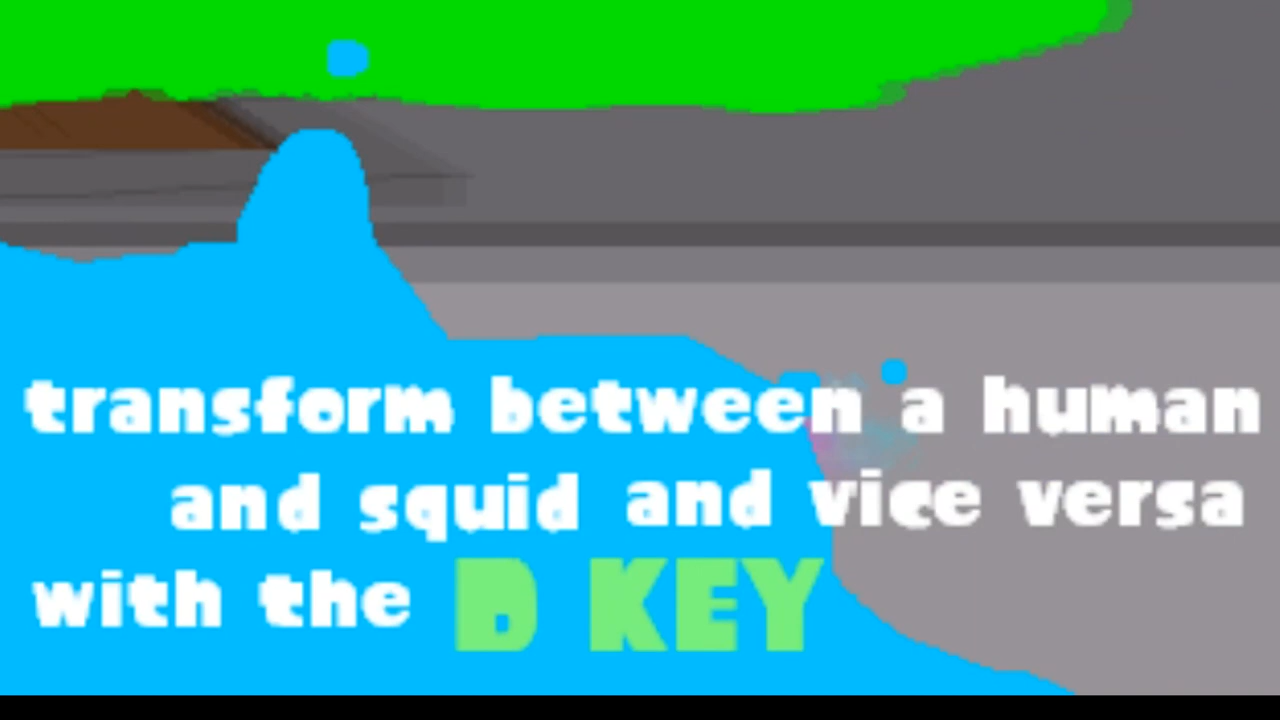 transform between a human
and squid and vice versa
with the D KEY